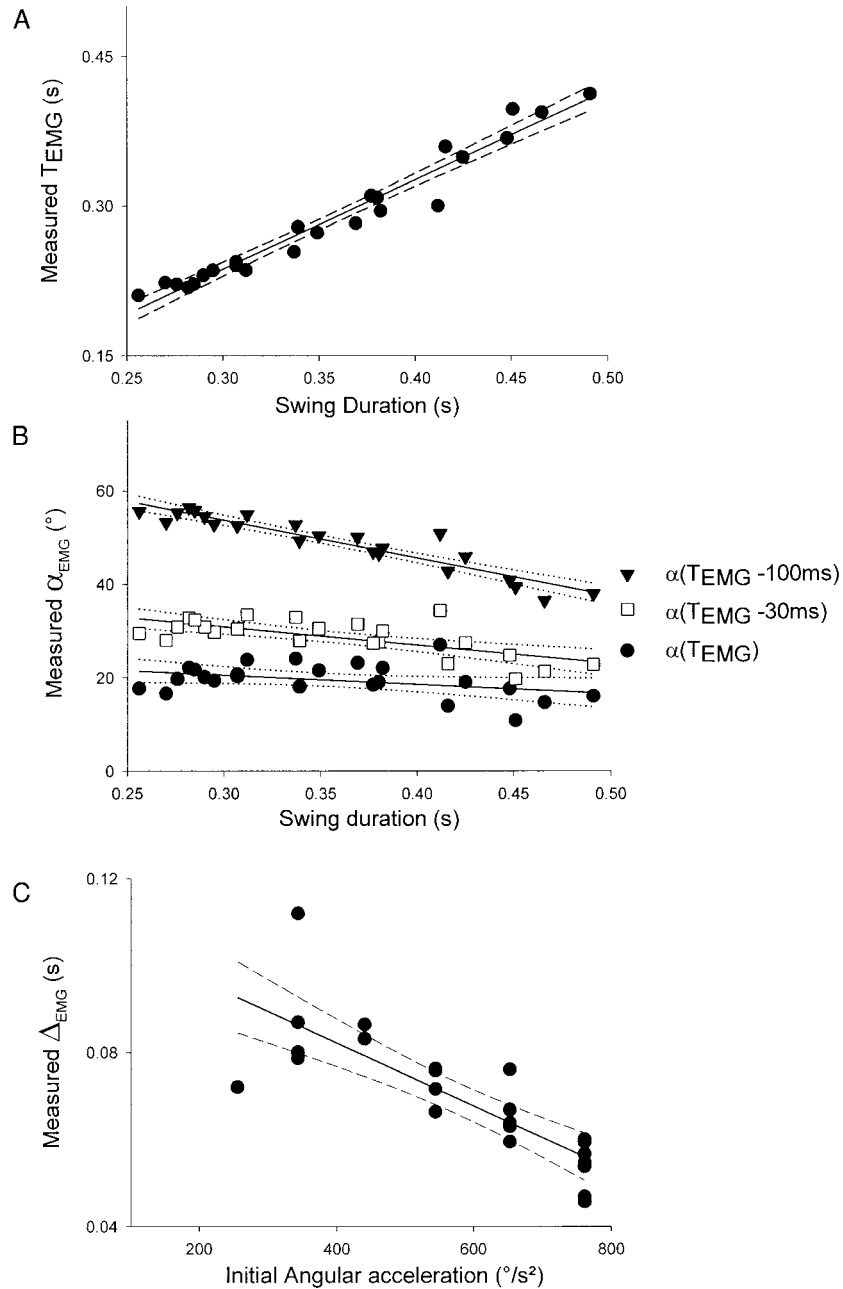 A
Measured TEMG (s)
0.45
0.30
0.15
0.25 0.30 0.35 0.40 0.45 0.50
Swing Duration (s)
B
Measured αEMG (°)
60
40
20
0
0.25 0.30 0.35 0.40 0.45 0.50
Swing duration (s)
α(TEMG -100ms)
α(TEMG -30ms)
α(TEMG)
C
Measured ΔEMG (s)
0.12
0.08
0.04
200 400 600 800
Initial Angular acceleration (°/s²)